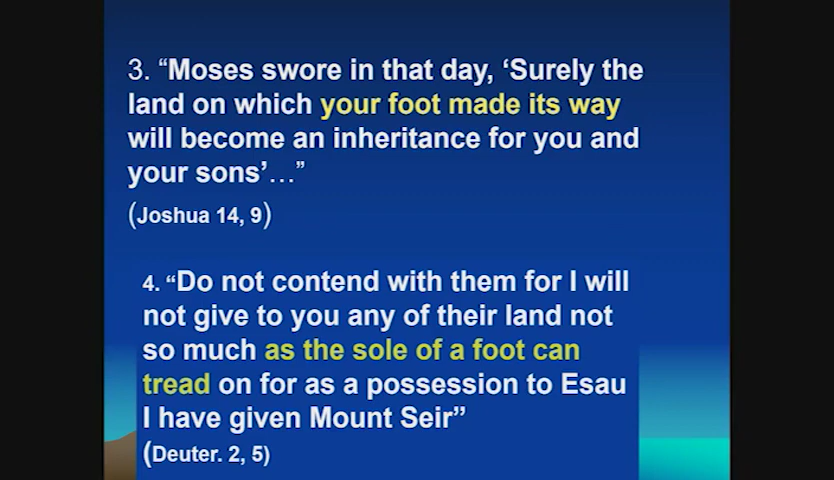 3. “Moses swore in that day, ‘Surely the
land on which your foot made its way
will become an inheritance for you and
your sons’…”
(Joshua 14, 9)
4. “Do not contend with them for I will
not give to you any of their land not
so much as the sole of a foot can
tread on for as a possession to Esau
I have given Mount Seir”
(Deuter. 2, 5)